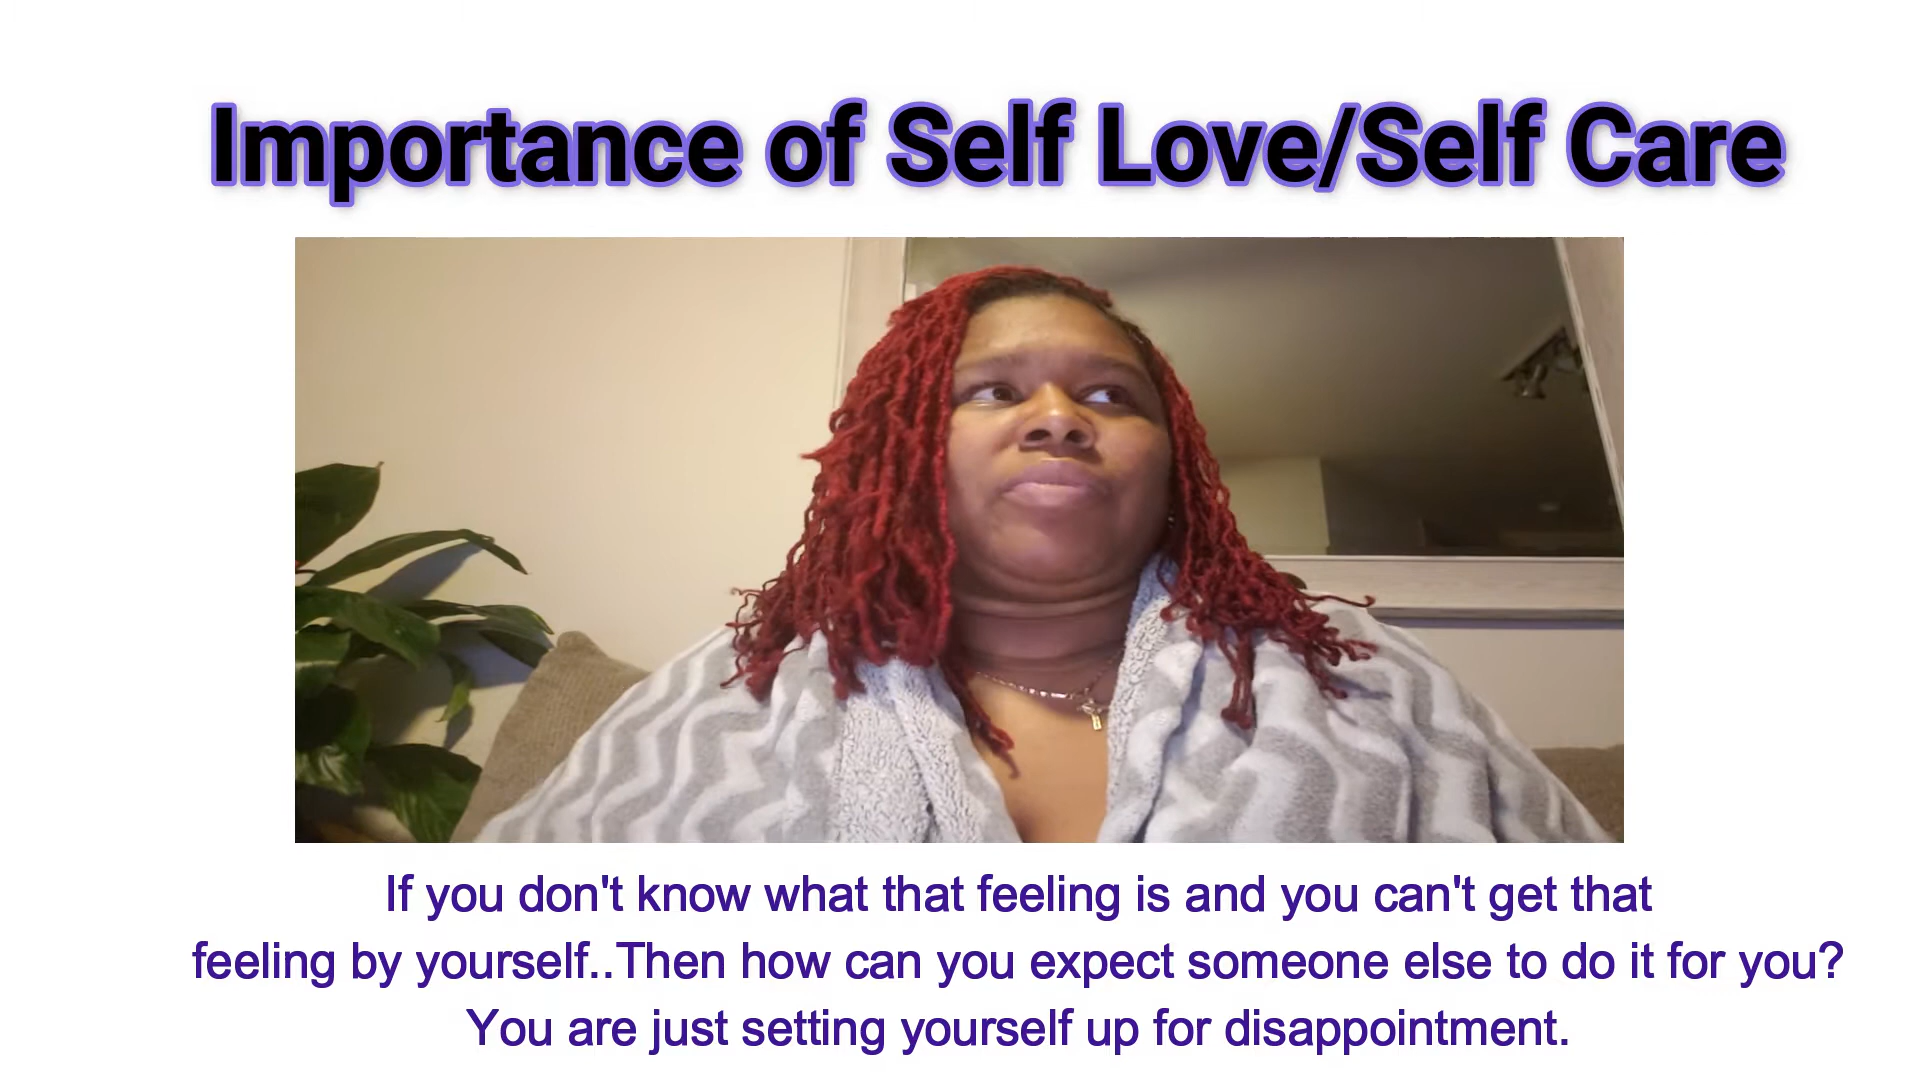 Importance of Self Love/Self Care
If you don't know what that feeling is and you can't get that
feeling by yourself..Then how can you expect someone else to do it for you?
You are just setting yourself up for disappointment.